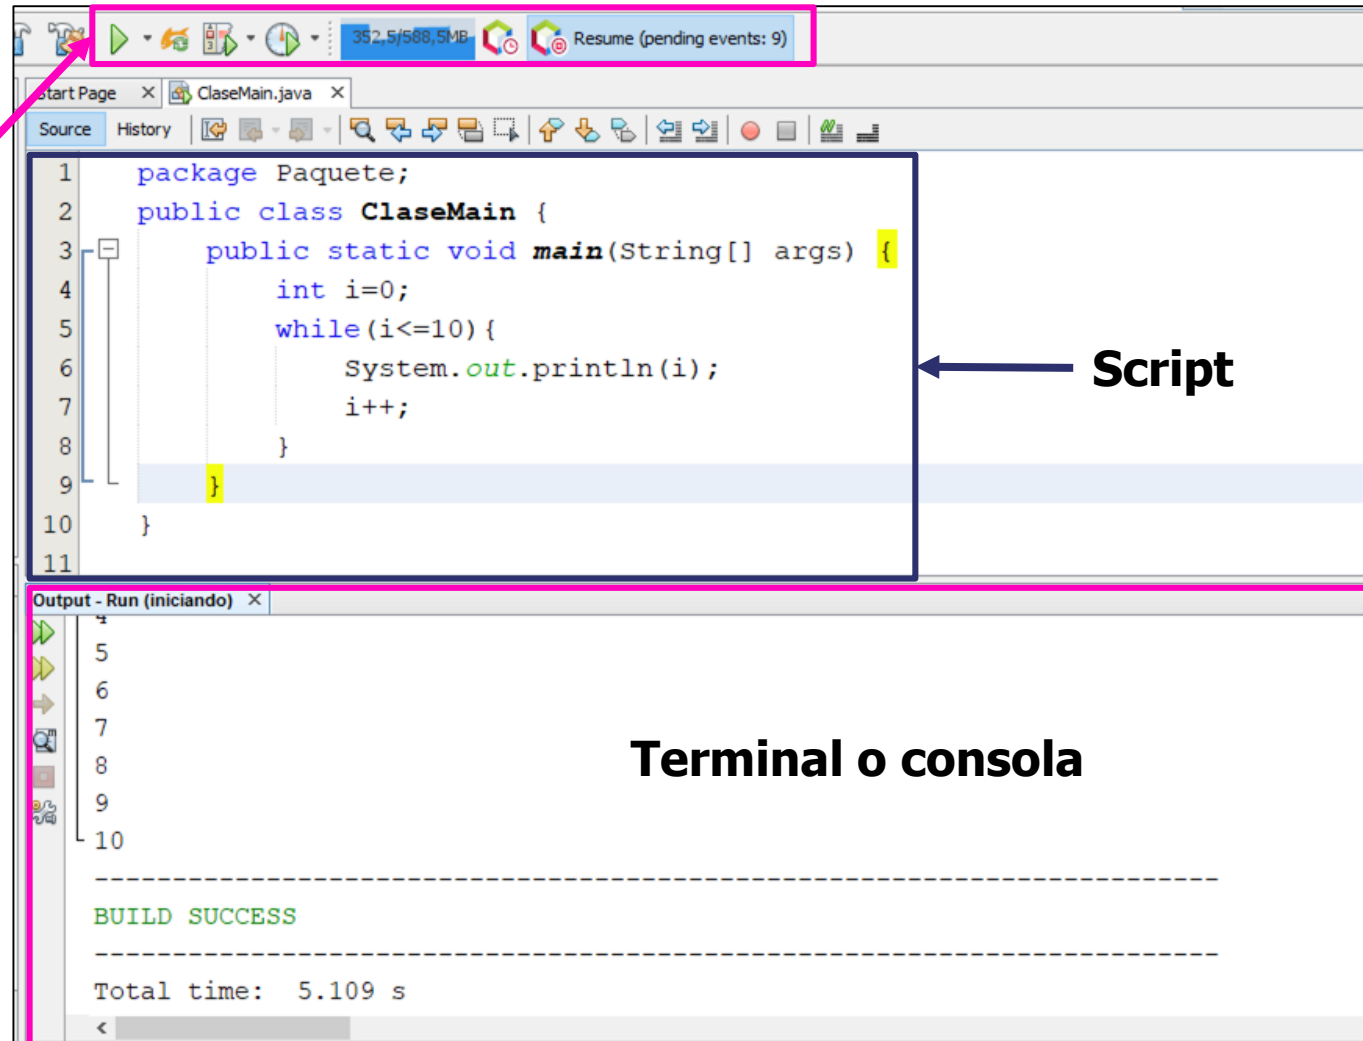 352,5/588,5MB Resume (pending events: 9)
Start Page ClaseMain.java
Source History
1 package Paquete;
2 public class ClaseMain {
3 public static void main(String[] args) {
4 int i=0;
5 while(i<=10){
6 System.out.println(i);
7 i++;
8 }
9 }
10 }
11
Script
Output - Run (iniciando)
4
5
6
7
8
9
10
Terminal o consola
------------------------------------------------------------------------
BUILD SUCCESS
------------------------------------------------------------------------
Total time:  5.109 s